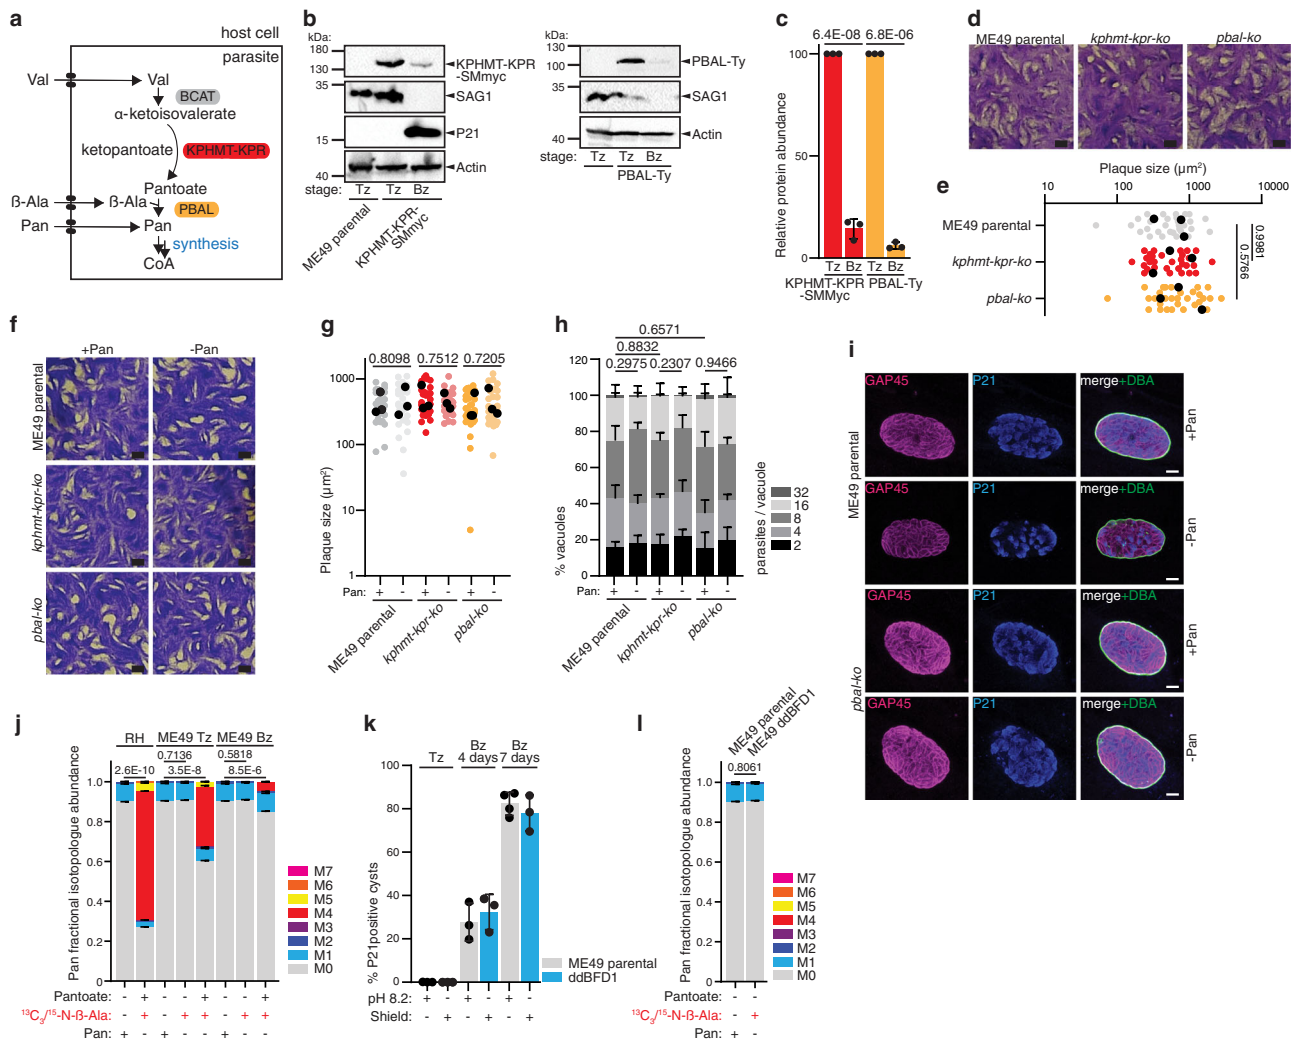 a
host cell
parasite
Val
Val
BCAT
α-ketoisovalerate
ketopantoate
KPHMT-KPR
Pantoate
ß-Ala
ß-Ala
PBAL
Pan
Pan
synthesis
CoA
b
kDa:
180
130
KPHMT-KPR
-SMmyc
35
SAG1
15
P21
40
Actin
stage:
Tz
Tz
Bz
ME49 parental
KPHMT-KPR-
SMmyc
kDa:
130
100
PBAL-Ty
35
SAG1
40
Actin
stage:
Tz
Tz
Bz
PBAL-Ty
c
6.4E-08
6.8E-06
Relative protein abundance
100
50
0
Tz
Bz
Tz
Bz
KPHMT-KPR
-SMMyc
PBAL-Ty
d
ME49 parental
kphmt-kpr-ko
pbal-ko
e
Plaque size (µm²)
10
100
1000
10000
ME49 parental
kphmt-kpr-ko
pbal-ko
0.9981
0.5766
f
+Pan
-Pan
ME49 parental
kphmt-kpr-ko
pbal-ko
g
0.8098
0.7512
0.7205
Plaque size (µm²)
1000
100
10
1
Pan:
+
-
+
-
+
-
ME49 parental
kphmt-kpr-ko
pbal-ko
h
0.6571
0.8832
0.2975
0.2307
0.9466
% vacuoles
120
100
80
60
40
20
0
Pan:
+
-
+
-
+
-
ME49 parental
kphmt-kpr-ko
pbal-ko
parasites / vacuole
32
16
8
4
2
i
ME49 parental
pbal-ko
GAP45
P21
merge+DBA
+Pan
GAP45
P21
merge+DBA
-Pan
GAP45
P21
merge+DBA
+Pan
GAP45
P21
merge+DBA
-Pan
j
RH
ME49 Tz
ME49 Bz
0.7136
0.5818
2.6E-10
3.5E-8
8.5E-6
Pan fractional isotopologue abundance
1.0
0.8
0.6
0.4
0.2
0
M7
M6
M5
M4
M3
M2
M1
M0
Pantoate:
- + - - + - - +
¹³C₃/¹⁵-N-ß-Ala:
- + - + + - + +
Pan:
+ - + - - + - -
k
Tz
Bz
4 days
Bz
7 days
% P21positive cysts
100
80
60
40
20
0
ME49 parental
ddBFD1
pH 8.2:
+ - + - + -
Shield:
- + - + - +
l
ME49 parental
ME49 ddBFD1
0.8061
Pan fractional isotopologue abundance
1.0
0.8
0.6
0.4
0.2
0
M7
M6
M5
M4
M3
M2
M1
M0
Pantoate:
- -
¹³C₃/¹⁵-N-ß-Ala:
- +
Pan:
+ -